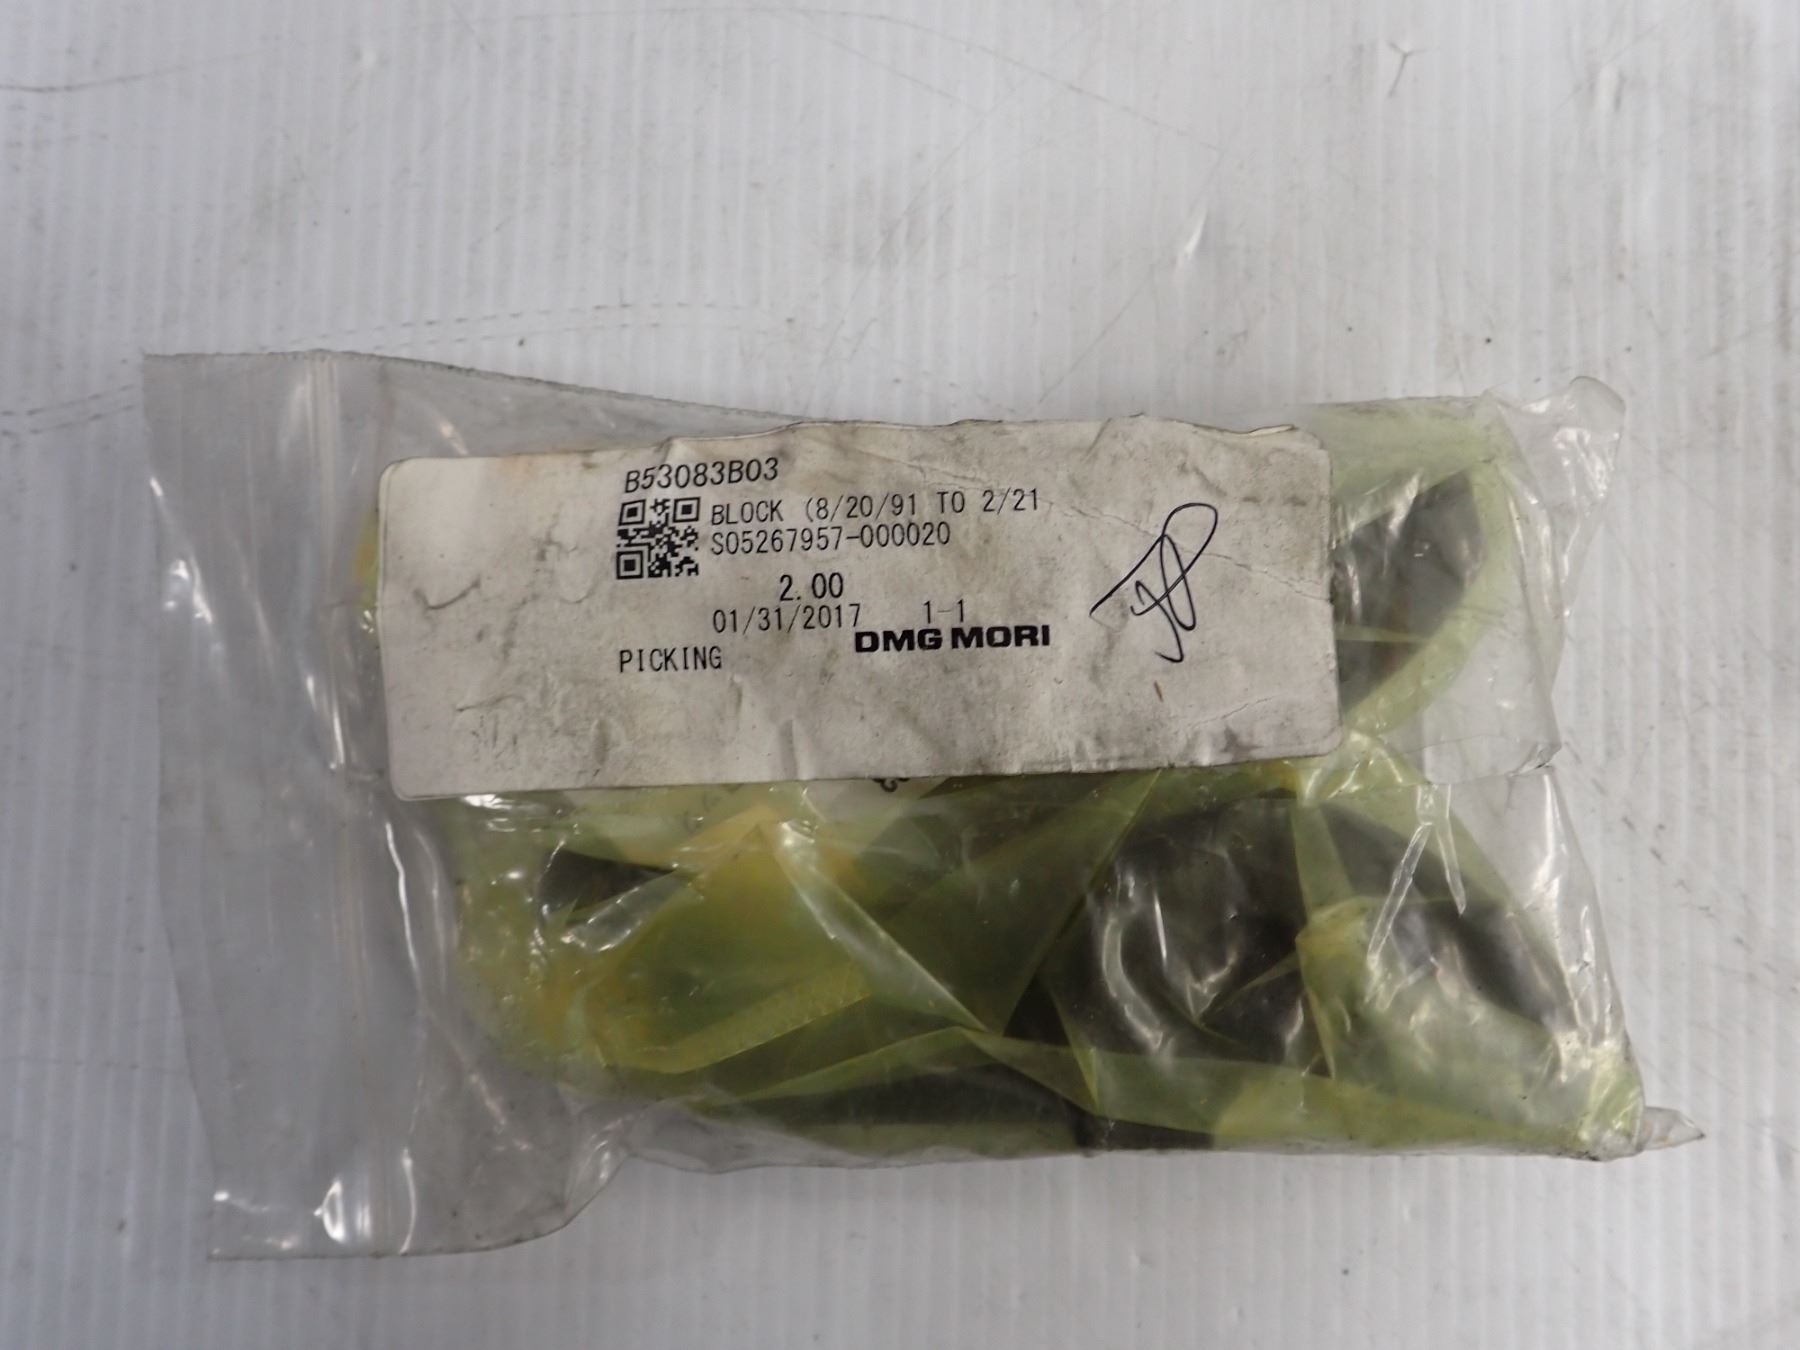 B53083B03
BLOCK (8/20/91 TO 2/21
S05267957-000020
2.00
01/31/2017 1-1
DMG MORI
PICKING